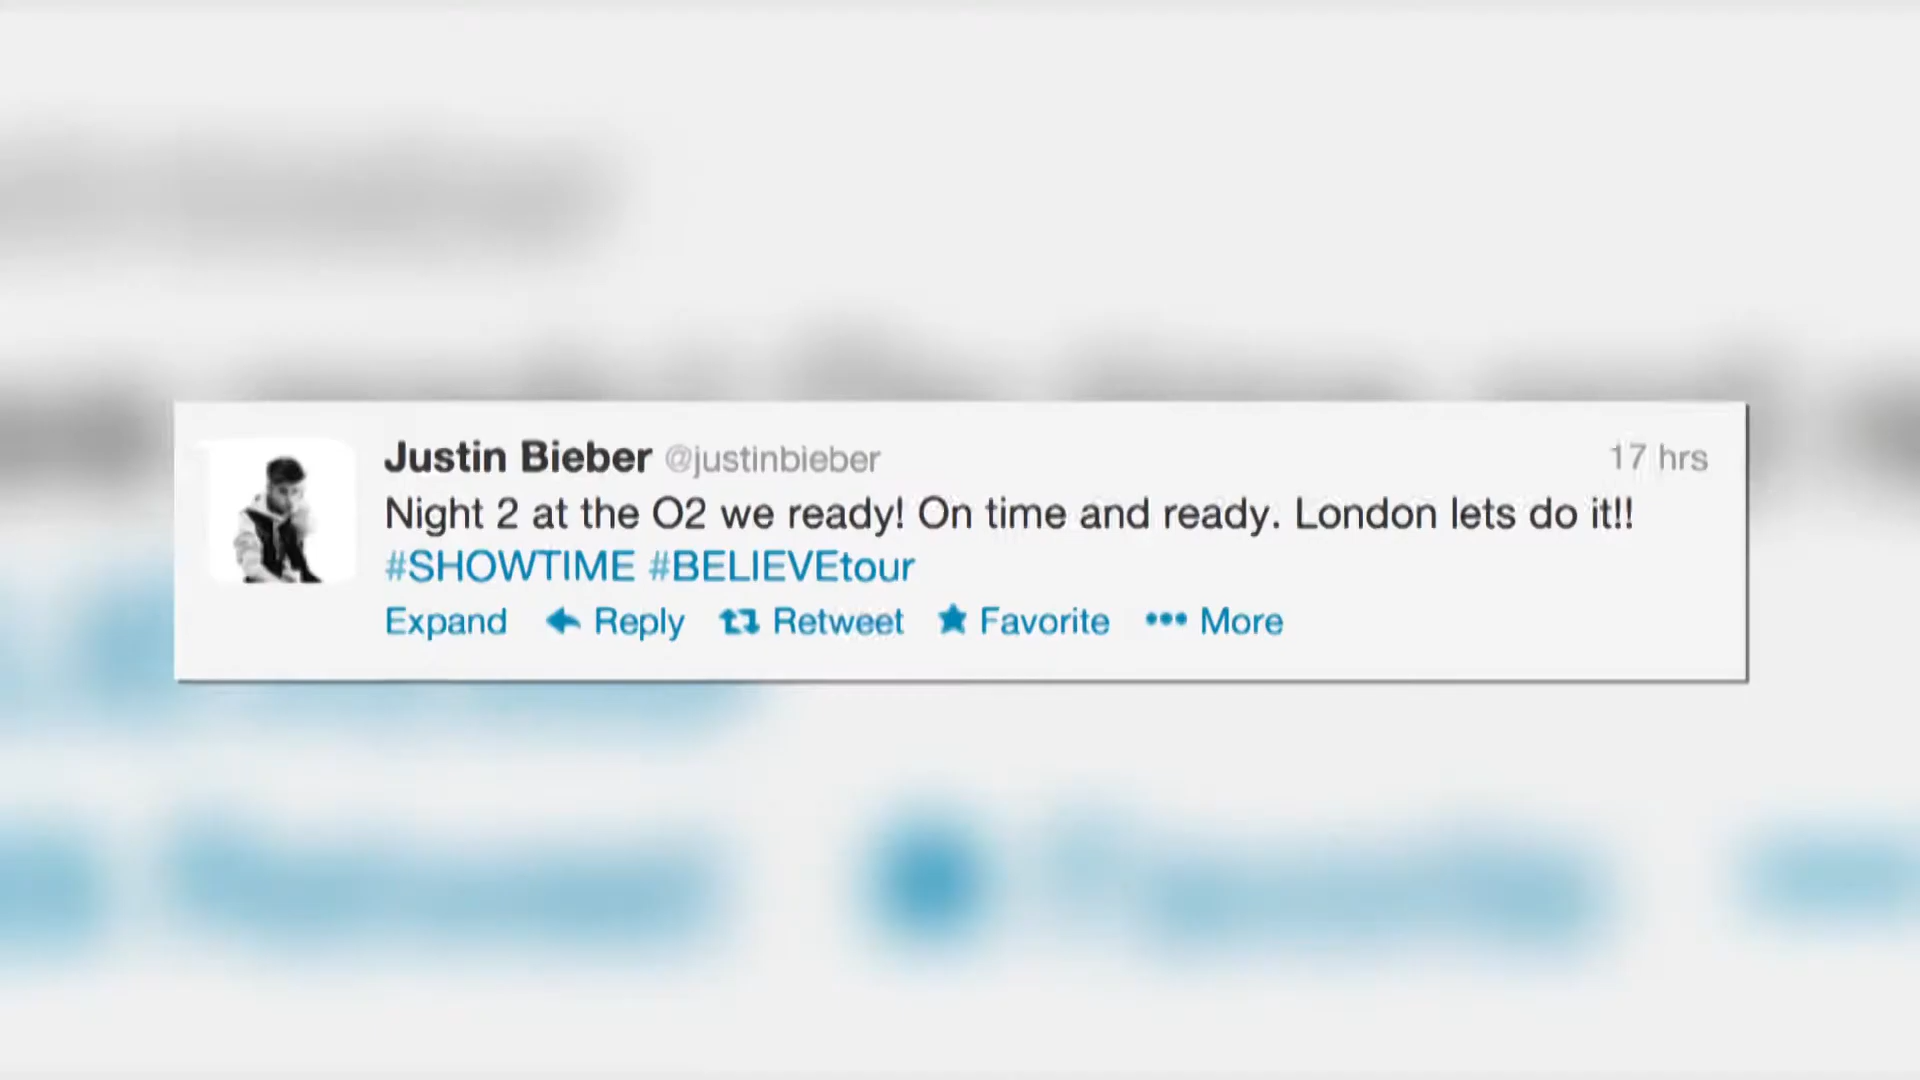 Justin Bieber @justinbieber 17 hrs
Night 2 at the O2 we ready! On time and ready. London lets do it!!
#SHOWTIME #BELIEVEtour
Expand Reply Retweet Favorite More